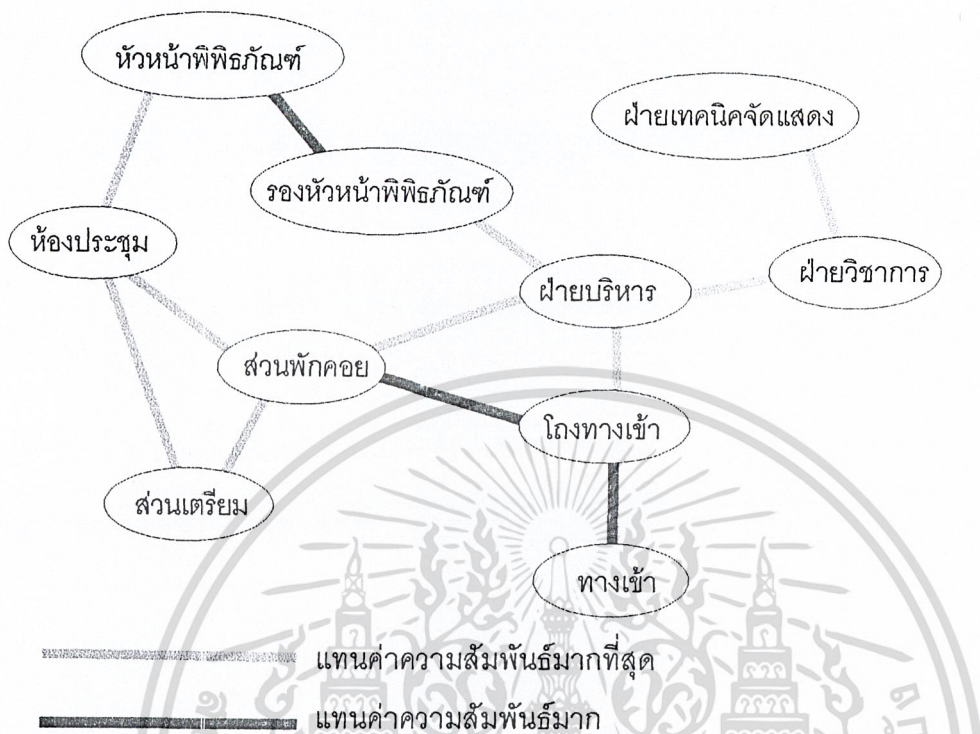 หัวหน้าพิพิธภัณฑ์
ฝ่ายเทคนิคจัดแสดง
รองหัวหน้าพิพิธภัณฑ์
ห้องประชุม
ฝ่ายวิชาการ
ฝ่ายบริหาร
ส่วนพักคอย
โถงทางเข้า
ส่วนเตรียม
ทางเข้า
แทนค่าความสัมพันธ์มากที่สุด
แทนค่าความสัมพันธ์มาก